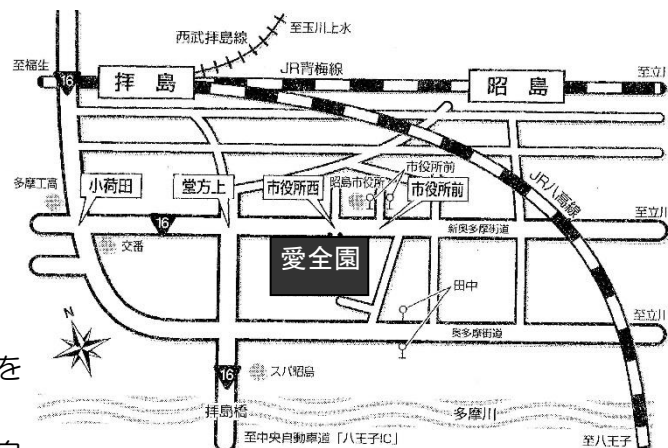 至玉川上水
西武拝島線
至福生
16
拝 島
JR青梅線
昭 島
至立川
多摩工高
小荷田
堂方上
市役所西
昭島市役所
市役所前
市役所前
JR八高線
16
新奥多摩街道
至立川
交番
愛全園
田中
N
奥多摩街道
至立川
16
スパ昭島
を
拝島橋
多摩川
至中央自動車道「八王子IC」
至八王子